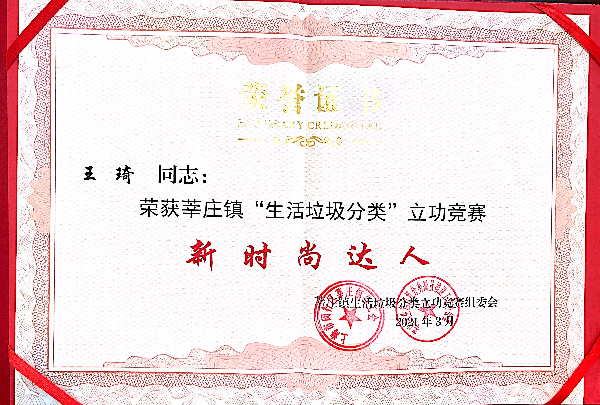 荣誉证书
HONORARY CREDENTIAL
王 琦 同志：
荣获莘庄镇“生活垃圾分类”立功竞赛
新时尚达人
莘庄镇生活垃圾分类立功竞赛组委会
2021年3月